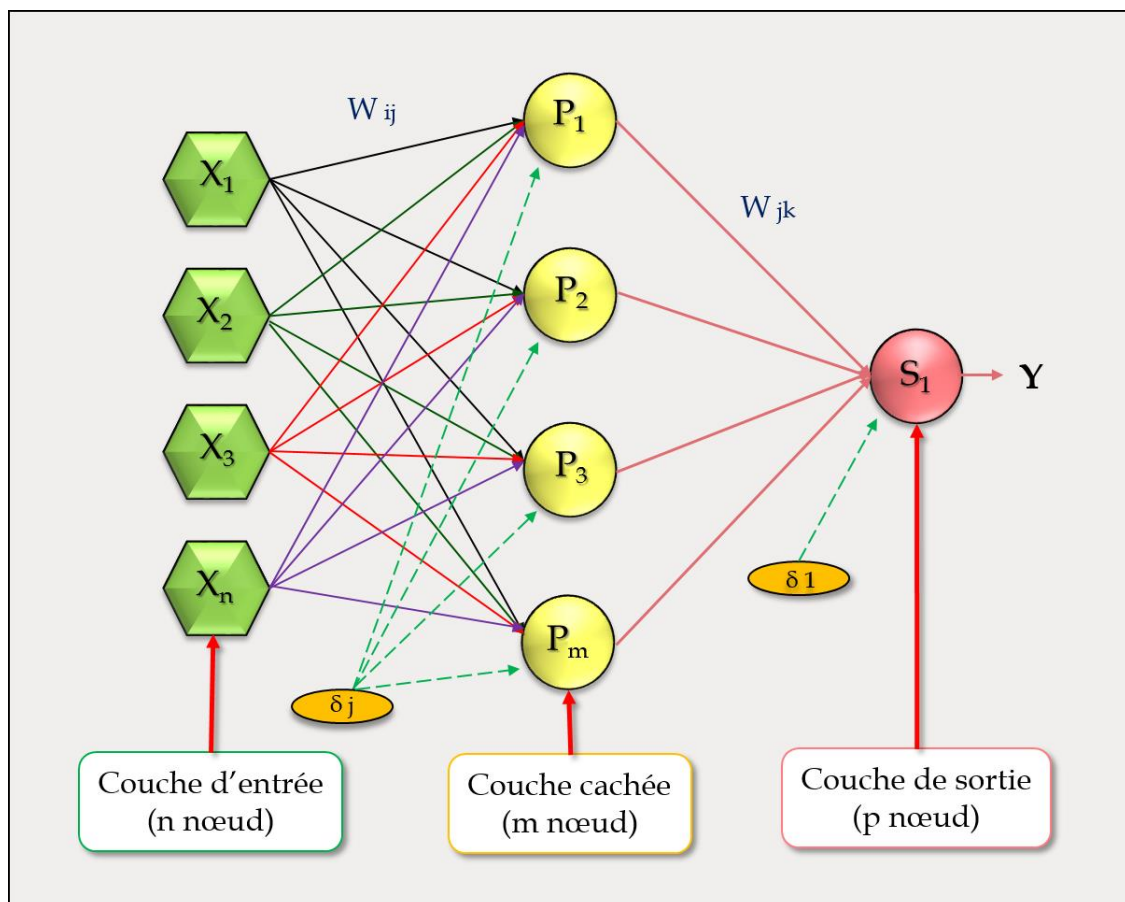 W ij
P1
X1
W jk
P2
X2
S1
Y
X3
P3
δ 1
Xn
Pm
δ j
Couche d’entrée
(n nœud)
Couche cachée
(m nœud)
Couche de sortie
(p nœud)